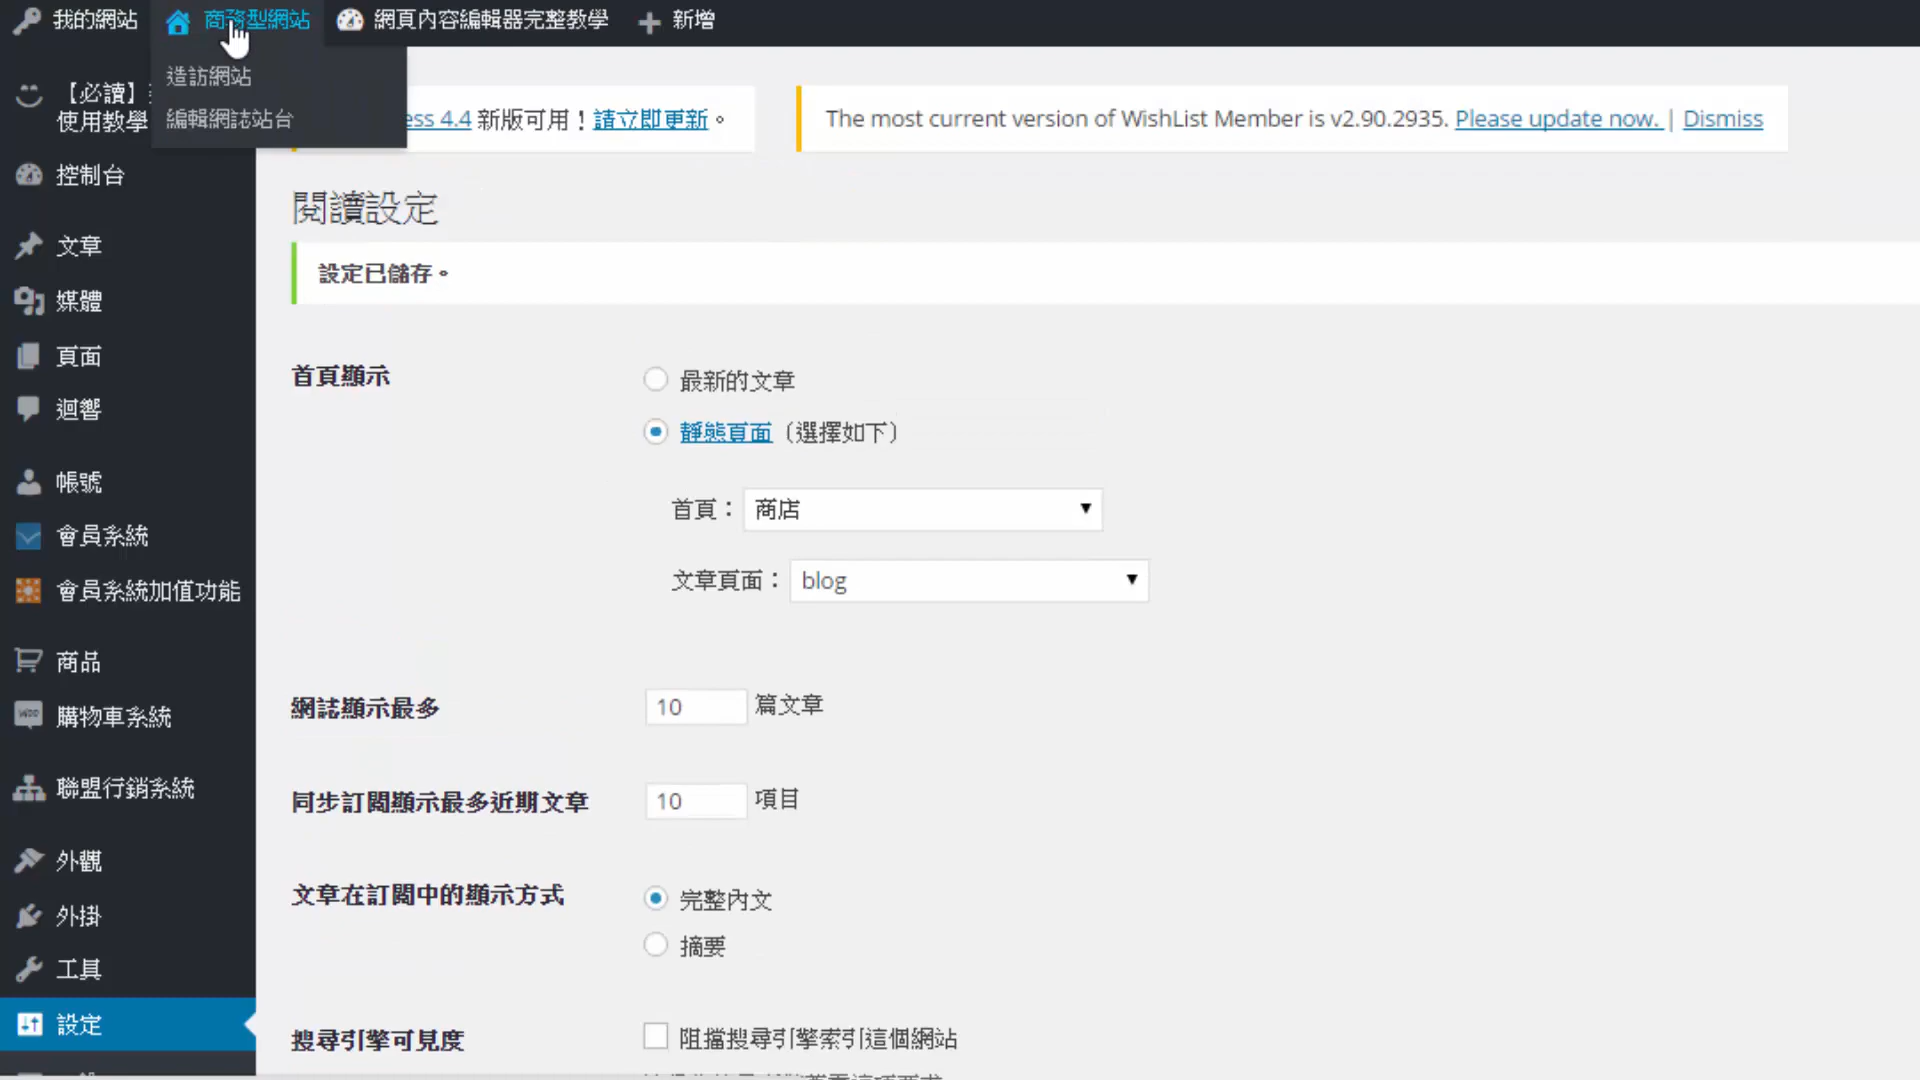 我的網站
商務型網站
網頁內容編輯器完整教學
新增
造訪網站
編輯網誌站台
【必讀】
使用教學
ess 4.4 新版可用！請立即更新。
The most current version of WishList Member is v2.90.2935. Please update now. | Dismiss
控制台
文章
媒體
頁面
迴響
帳號
會員系統
會員系統加值功能
商品
購物車系統
聯盟行銷系統
外觀
外掛
工具
設定
閱讀設定
設定已儲存。
首頁顯示
最新的文章
靜態頁面（選擇如下）
首頁：商店
文章頁面：blog
網誌顯示最多 10 篇文章
同步訂閱顯示最多近期文章 10 項目
文章在訂閱中的顯示方式
完整內文
摘要
搜尋引擎可見度
阻擋搜尋引擎索引這個網站